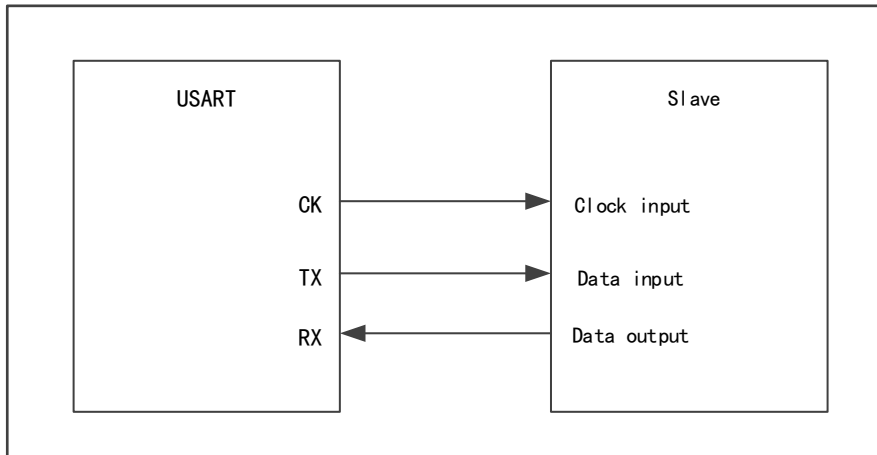 USART
Slave
CK
Clock input
TX
Data input
RX
Data output